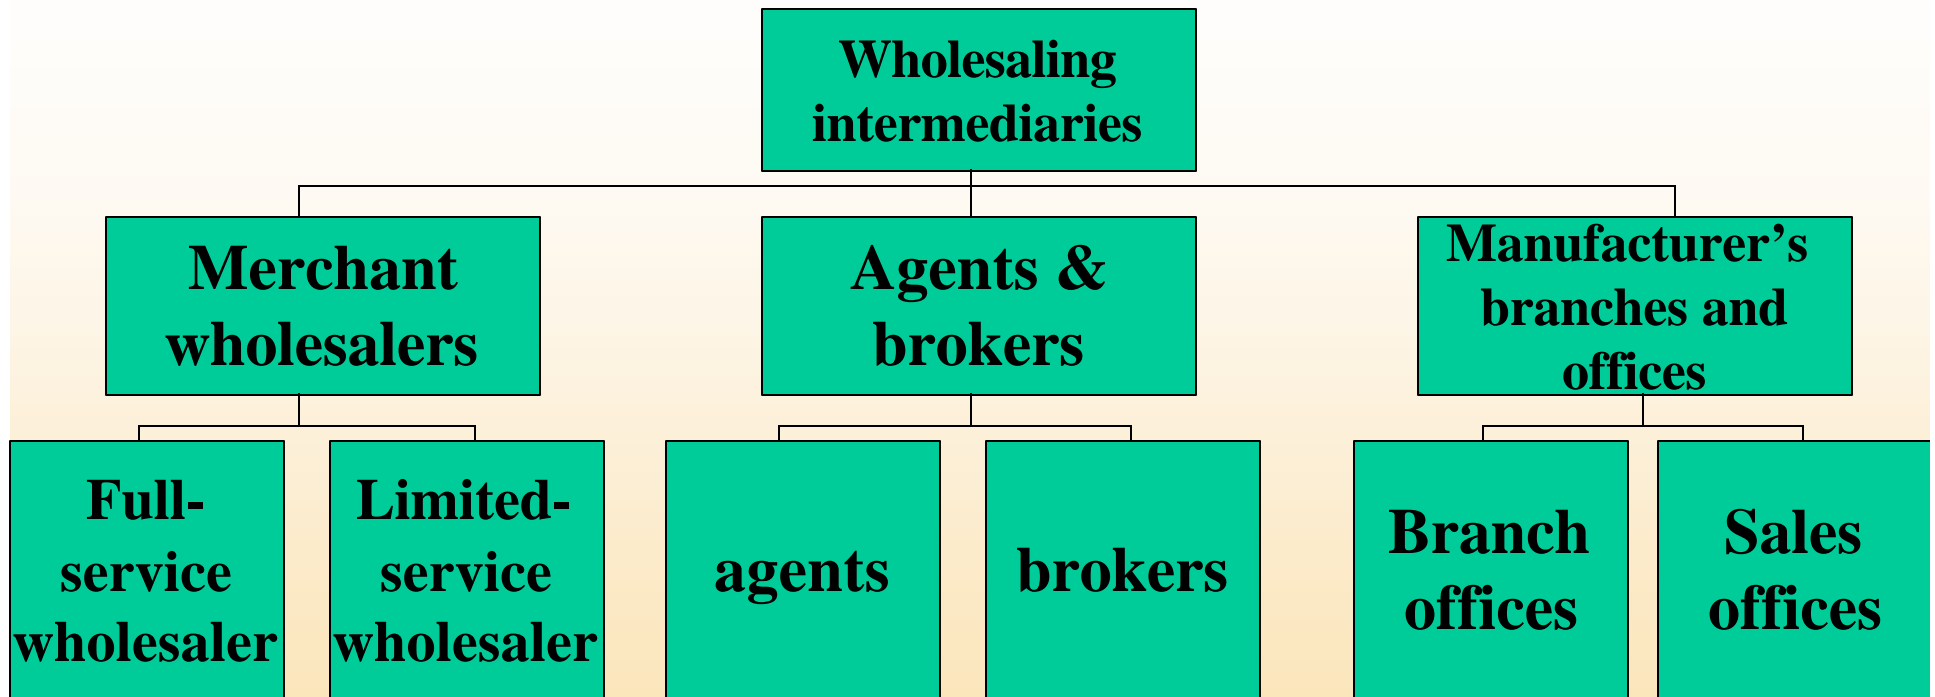 Wholesaling
intermediaries
Merchant
wholesalers
Agents &
brokers
Manufacturer’s
branches and
offices
Full-
service
wholesaler
Limited-
service
wholesaler
agents
brokers
Branch
offices
Sales
offices